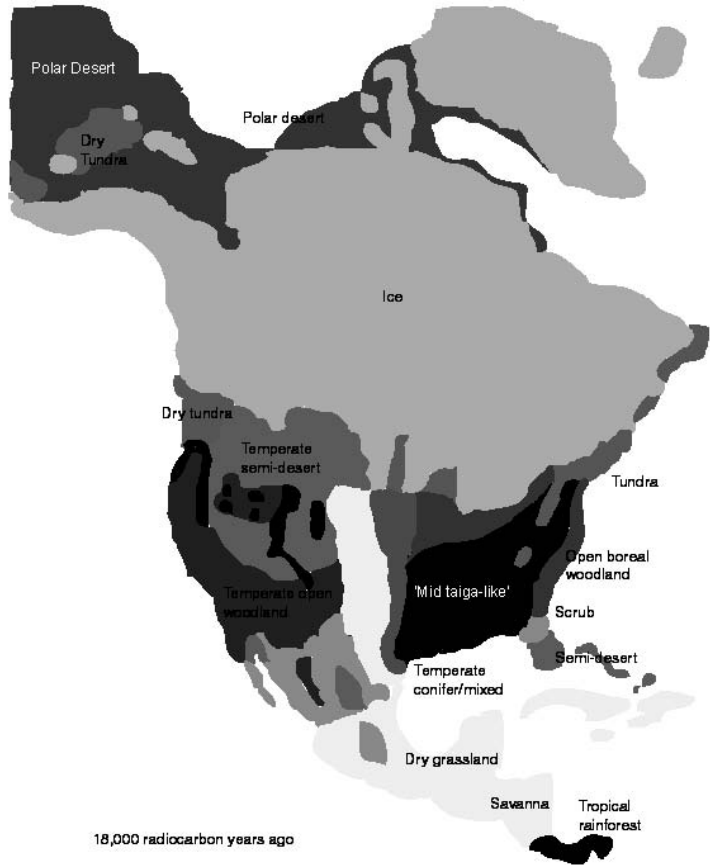 Polar Desert
Polar desert
Dry
Tundra
Ice
Dry tundra
Temperate
semi-desert
Tundra
Open boreal
woodland
Temperate open
woodland
'Mid taiga-like'
Scrub
Semi-desert
Temperate
conifer/mixed
Dry grassland
Savanna
Tropical
rainforest
18,000 radiocarbon years ago